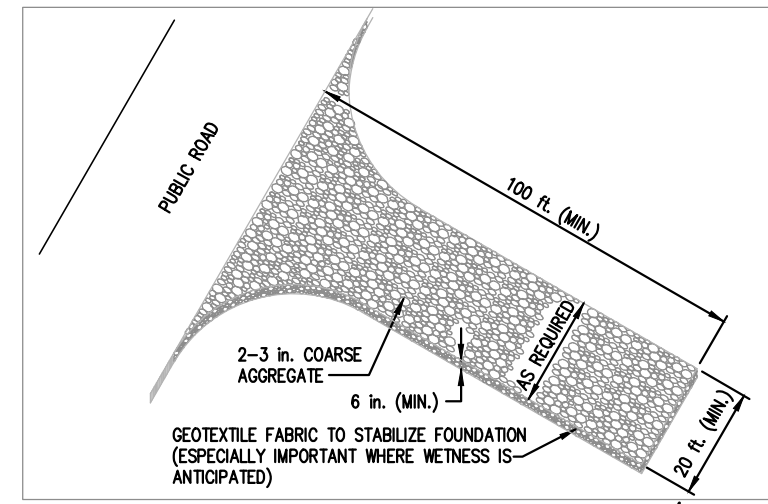 PUBLIC ROAD
100 ft. (MIN.)
2-3 in. COARSE
AGGREGATE
AS REQUIRED
6 in. (MIN.)
20 ft. (MIN.)
GEOTEXTILE FABRIC TO STABILIZE FOUNDATION
(ESPECIALLY IMPORTANT WHERE WETNESS IS
ANTICIPATED)